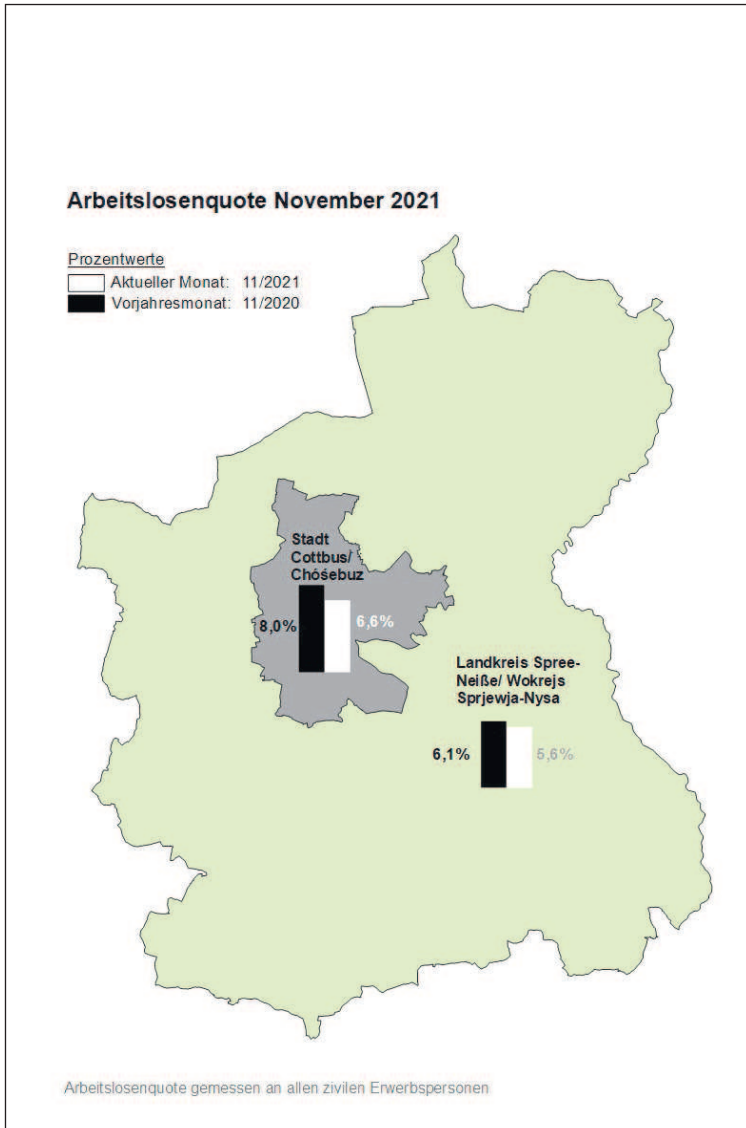 Arbeitslosenquote November 2021
Prozentwerte
Aktueller Monat: 11/2021
Vorjahresmonat: 11/2020
Stadt
Cottbus/
Chóśebuz
8,0%
6,6%
Landkreis Spree-
Neiße/ Wokrejs
Sprjewja-Nysa
6,1%
5,6%
Arbeitslosenquote gemessen an allen zivilen Erwerbspersonen